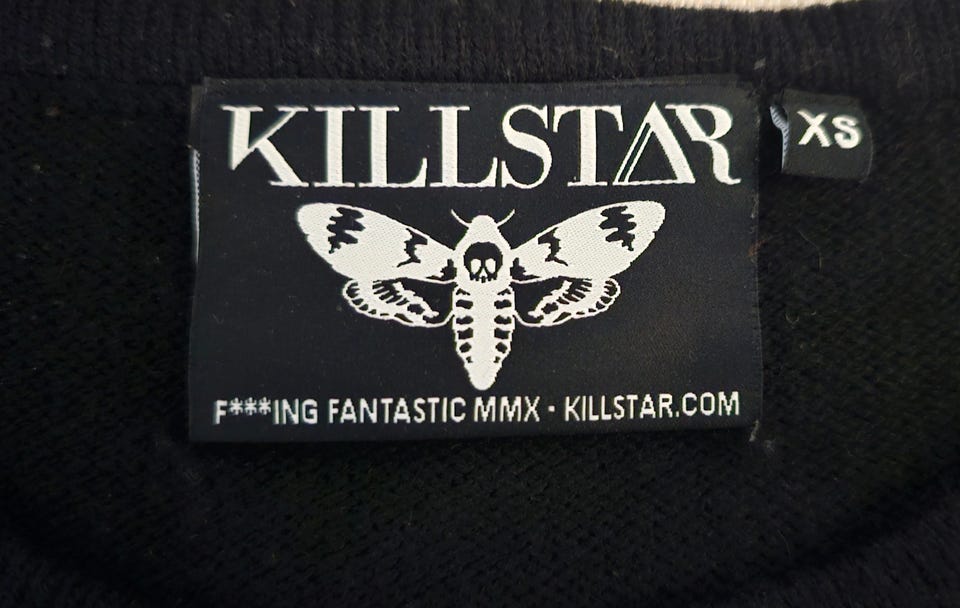 KILLSTAR
XS
F***ING FANTASTIC MMX · KILLSTAR.COM